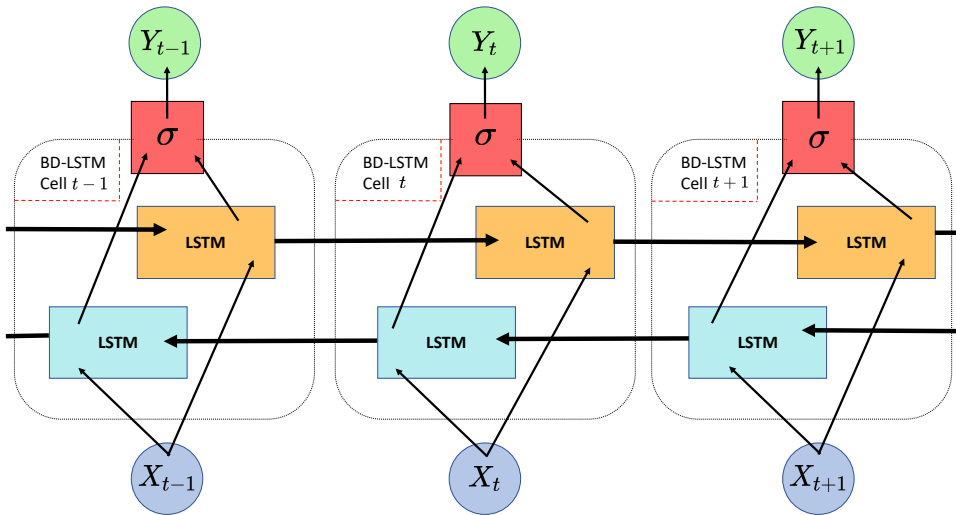 Y_{t-1}
Y_t
Y_{t+1}
σ
σ
σ
BD-LSTM
Cell t − 1
BD-LSTM
Cell t
BD-LSTM
Cell t + 1
LSTM
LSTM
LSTM
LSTM
LSTM
LSTM
X_{t-1}
X_t
X_{t+1}